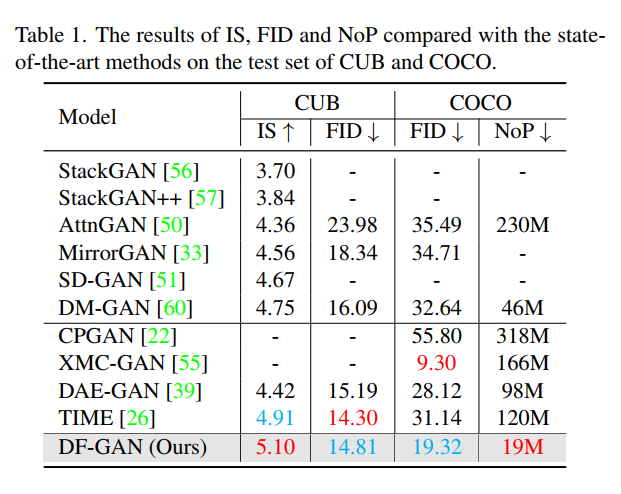 Table 1. The results of IS, FID and NoP compared with the state-
of-the-art methods on the test set of CUB and COCO.
Model CUB COCO
IS ↑ FID ↓ FID ↓ NoP ↓
StackGAN [56] 3.70 - - -
StackGAN++ [57] 3.84 - -
AttnGAN [50] 4.36 23.98 35.49 230M
MirrorGAN [33] 4.56 18.34 34.71 -
SD-GAN [51] 4.67 - - -
DM-GAN [60] 4.75 16.09 32.64 46M
CPGAN [22] - - 55.80 318M
XMC-GAN [55] - - 9.30 166M
DAE-GAN [39] 4.42 15.19 28.12 98M
TIME [26] 4.91 14.30 31.14 120M
DF-GAN (Ours) 5.10 14.81 19.32 19M